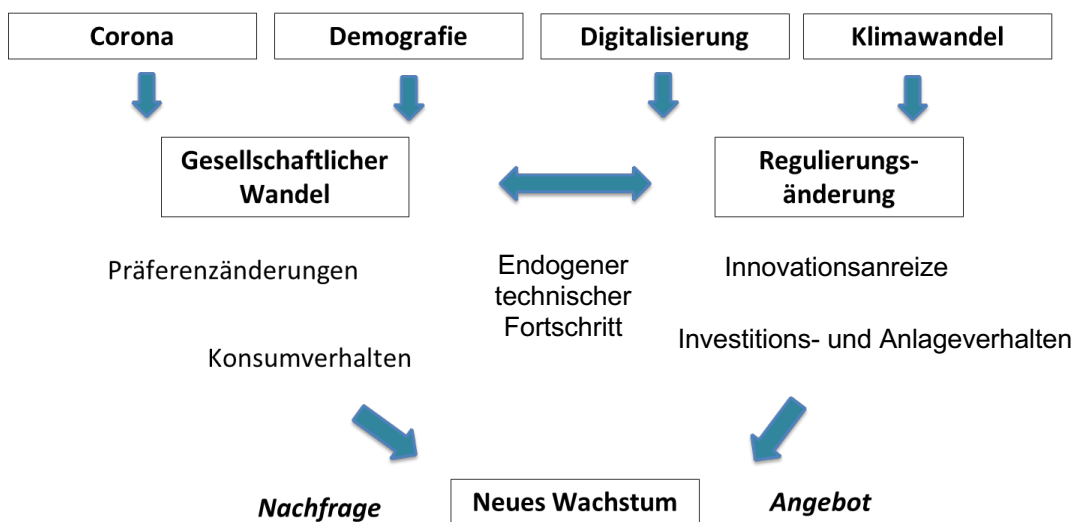 Corona
Demografie
Digitalisierung
Klimawandel
Gesellschaftlicher
Wandel
Regulierungs-
änderung
Präferenzänderungen
Endogener
technischer
Fortschritt
Innovationsanreize
Konsumverhalten
Investitions- und Anlageverhalten
Nachfrage
Neues Wachstum
Angebot